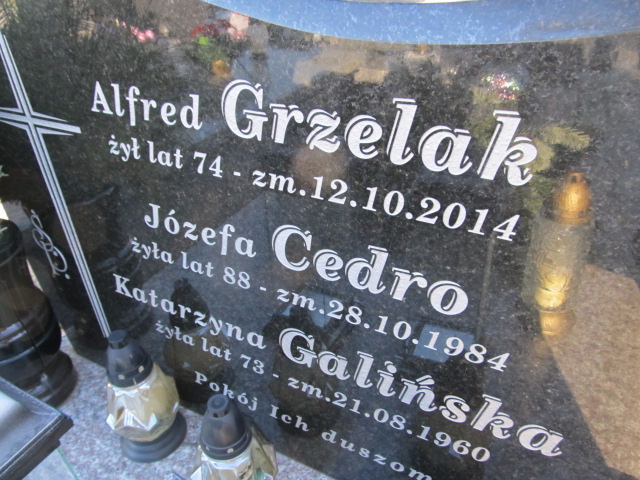 Alfred Grzelak
żył lat 74 - zm.12.10.2014
Józefa Cedro
żyła lat 88 - zm.28.10.1984
Katarzyna Galińska
żyła lat 73 - zm.21.08.1960
Pokój Ich duszom